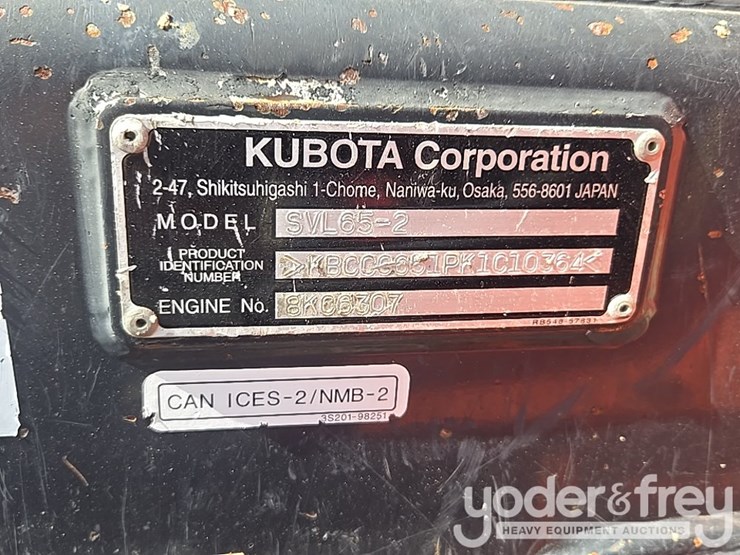 KUBOTA Corporation
2-47, Shikitsuhigashi 1-Chome, Naniwa-ku, Osaka, 556-8601 JAPAN
MODEL SVL65-2
PRODUCT
IDENTIFICATION
NUMBER
ENGINE No. 8KC6307
CAN ICES-2/NMB-2
3S201-98251
yoder&frey
HEAVY EQUIPMENT AUCTIONS